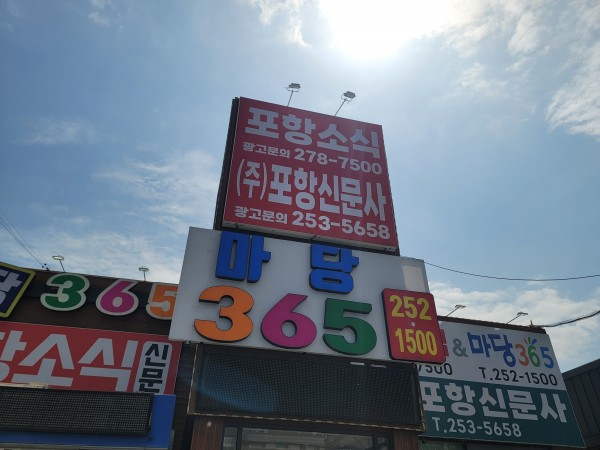 포항소식
광고문의 278-7500
(주)포항신문사
광고문의 253-5658
마당
365
252-1500
365
당소식 신문
7500 & 마당365
T.252-1500
포항신문사
T.253-5658